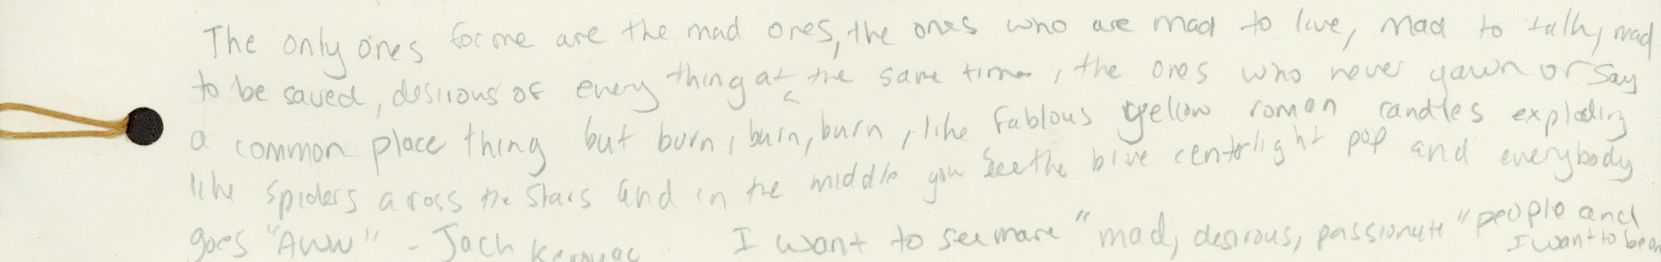 The only ones for me are the mad ones, the ones who are mad to live, mad to talk, mad
to be saved, desirous of every thing at the same time, the ones who never yawn or say
a common place thing but burn, burn, burn, like fablous yellow roman candles exploding
like spiders across the stars and in the middle you see the blue centerlight pop and everybody
goes "AWW" - Jack Kerouac I want to see more "mad, desirous, passionate" people and
I want to be